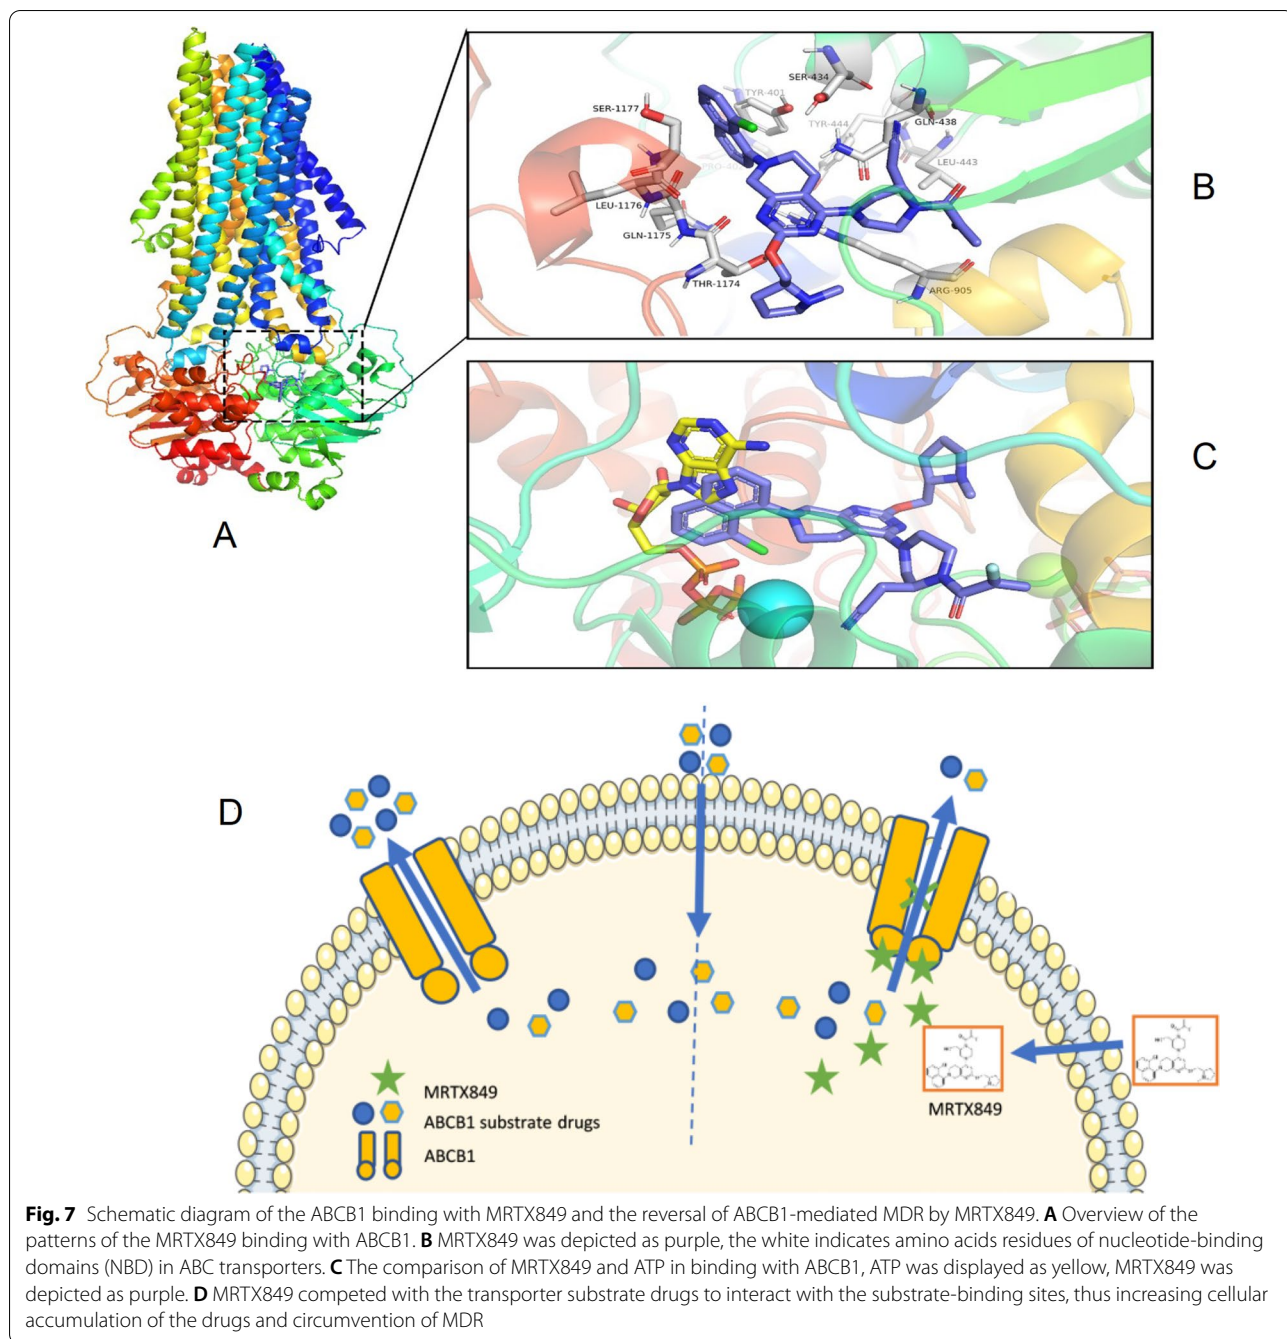 A
SER-1177
TYR-401
SER-434
TYR-444
GLN-438
LEU-443
LEU-1176
GLN-1175
THR-1174
ARG-905
B
C
D
MRTX849
ABCB1 substrate drugs
ABCB1
MRTX849
Fig. 7 Schematic diagram of the ABCB1 binding with MRTX849 and the reversal of ABCB1-mediated MDR by MRTX849. A Overview of the
patterns of the MRTX849 binding with ABCB1. B MRTX849 was depicted as purple, the white indicates amino acids residues of nucleotide-binding
domains (NBD) in ABC transporters. C The comparison of MRTX849 and ATP in binding with ABCB1, ATP was displayed as yellow, MRTX849 was
depicted as purple. D MRTX849 competed with the transporter substrate drugs to interact with the substrate-binding sites, thus increasing cellular
accumulation of the drugs and circumvention of MDR